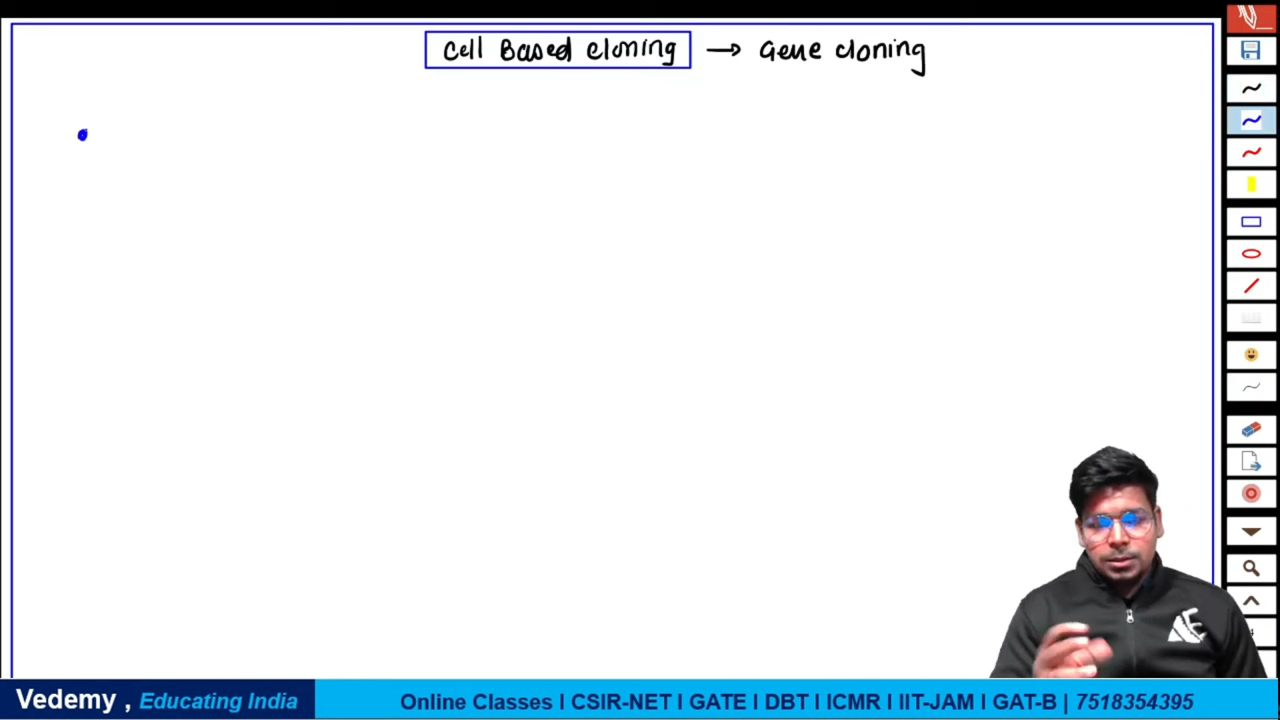 Cell Based cloning → Gene cloning
Vedemy , Educating India
Online Classes I CSIR-NET I GATE I DBT I ICMR I IIT-JAM I GAT-B | 7518354395